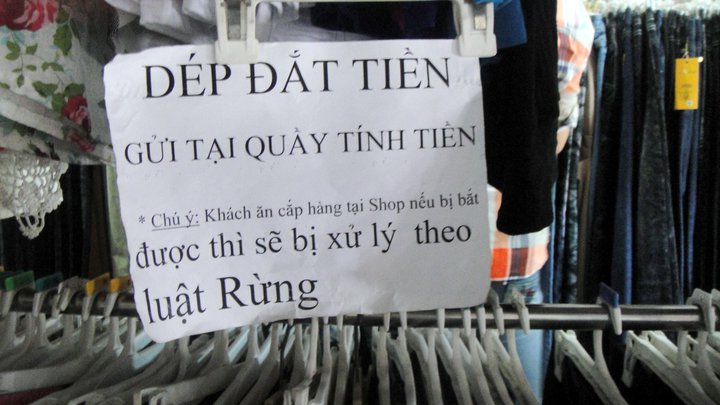 DÉP ĐẮT TIỀN
GỬI TẠI QUẦY TÍNH TIỀN
* Chú ý: Khách ăn cắp hàng tại Shop nếu bị bắt
được thì sẽ bị xử lý theo
luật Rừng